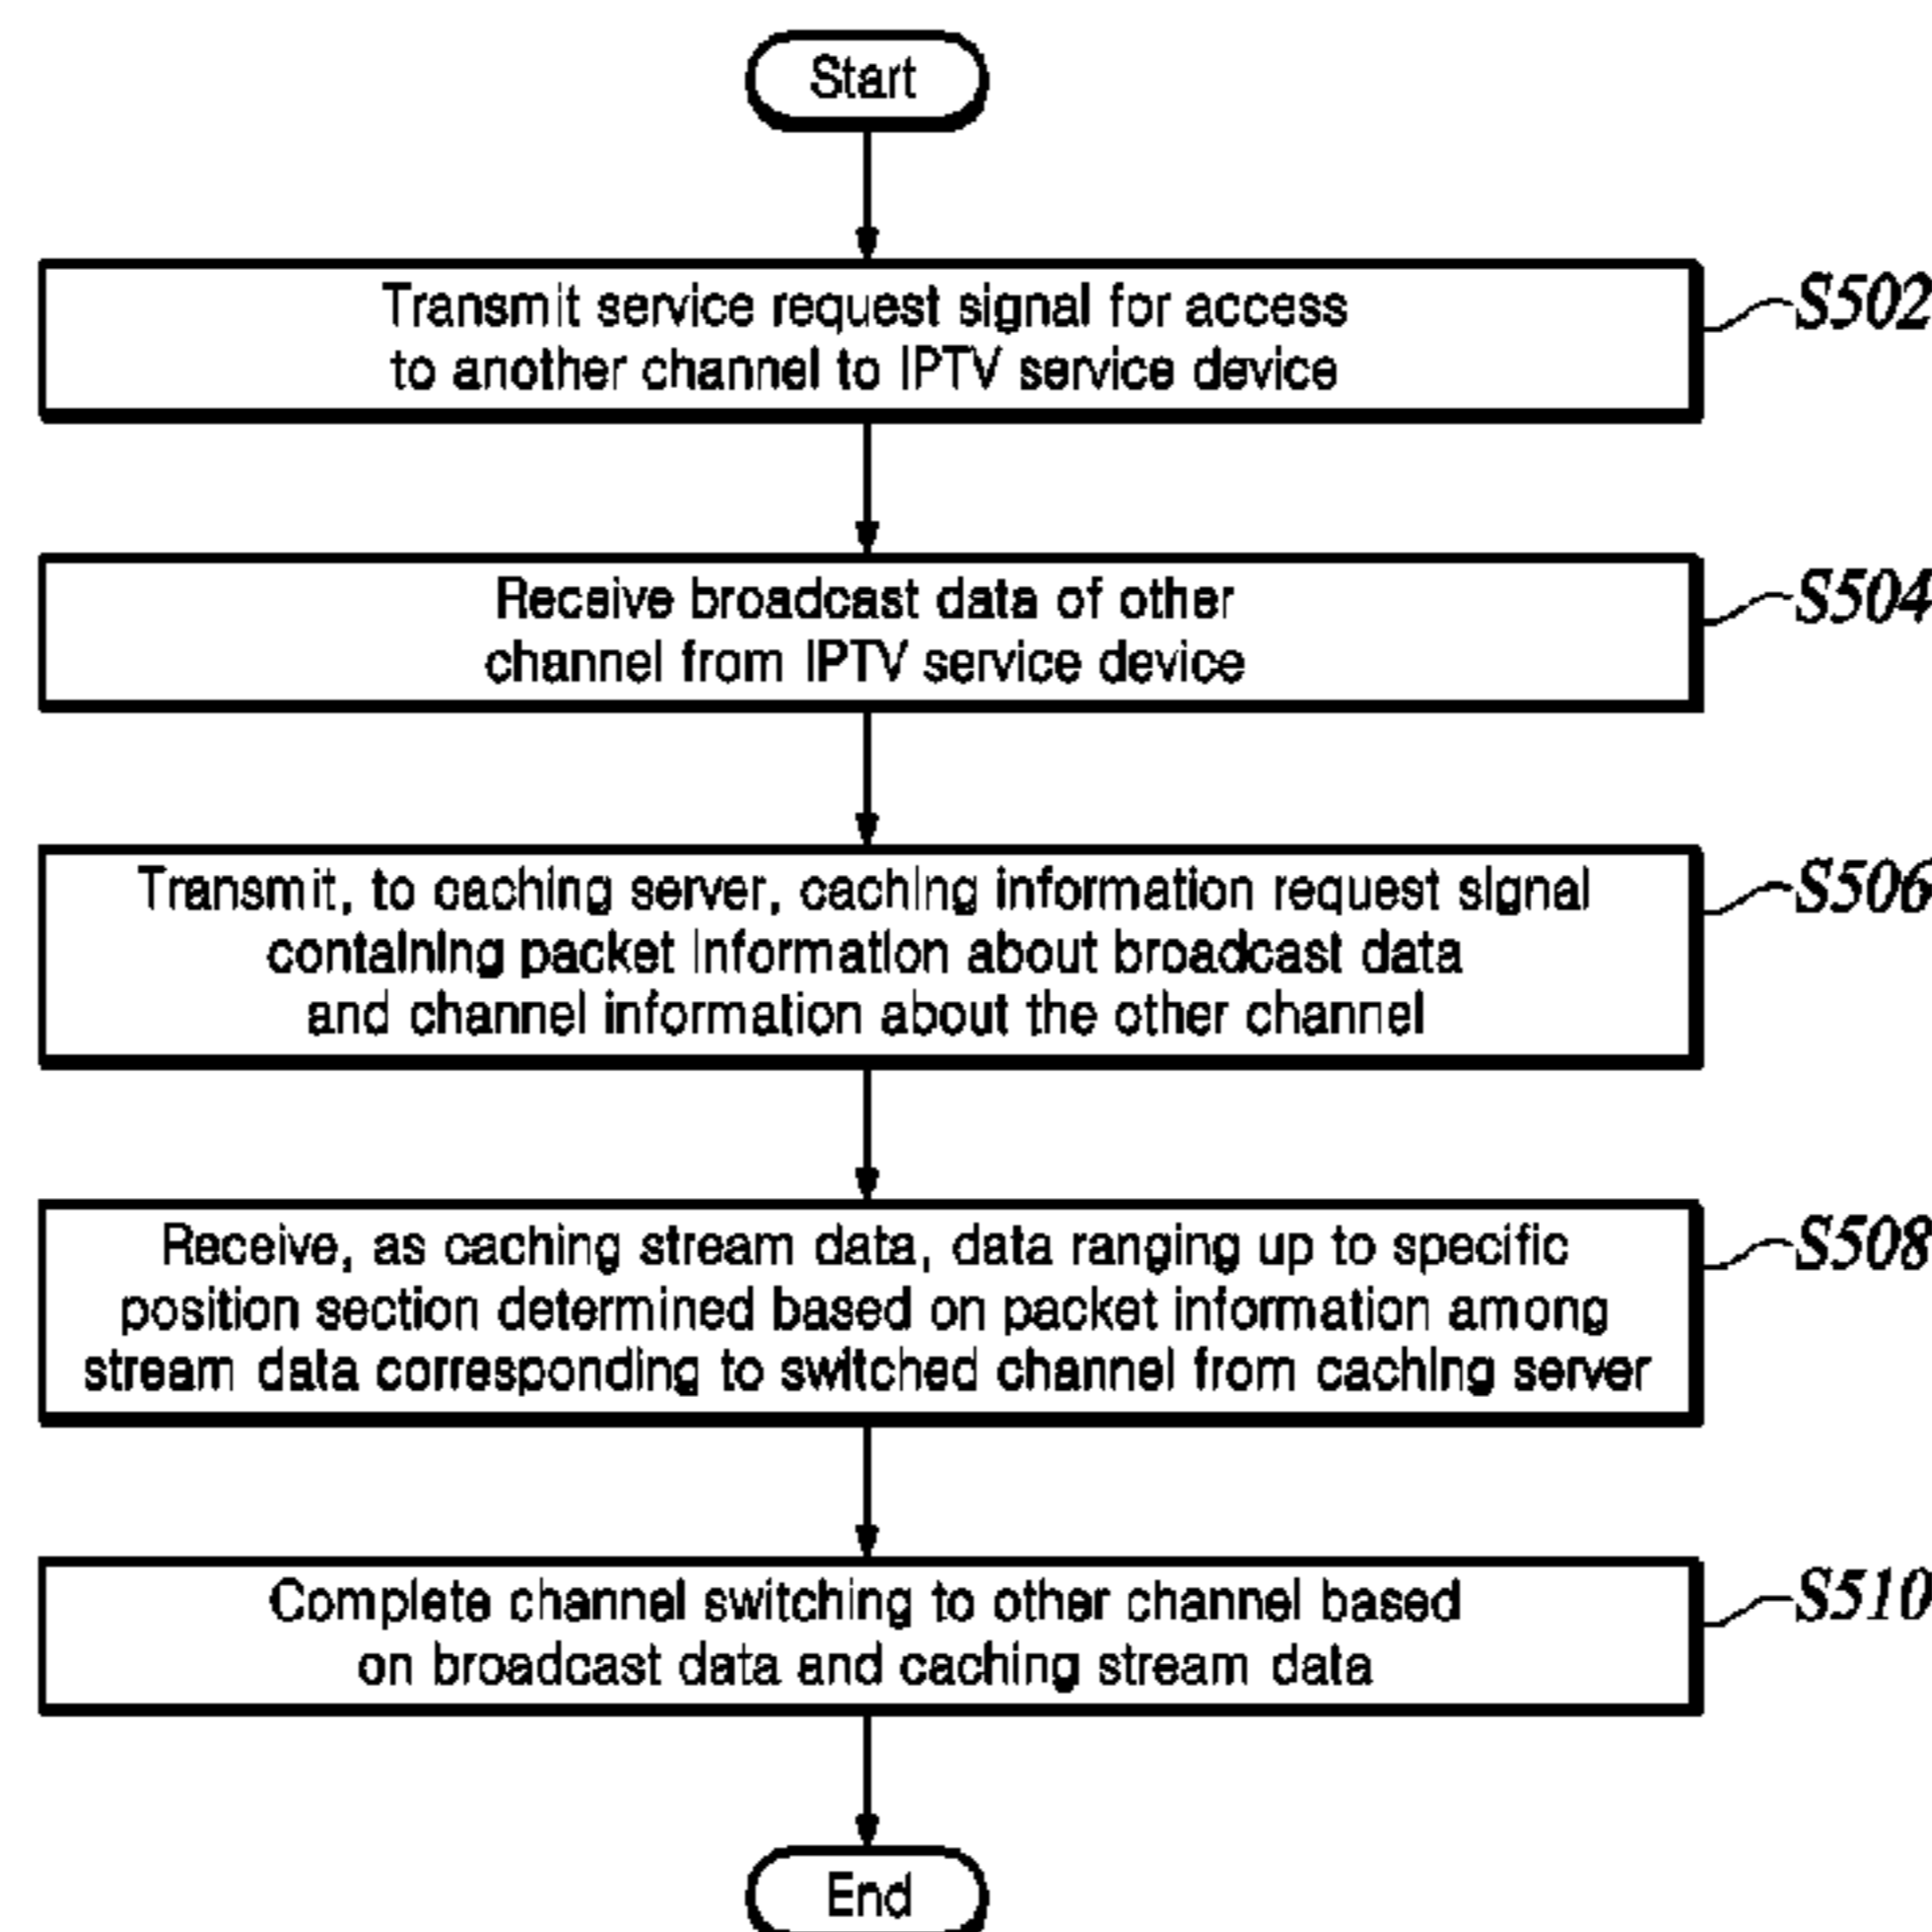 Start
Transmit service request signal for access
to another channel to IPTV service device
S502
Receive broadcast data of other
channel from IPTV service device
S504
Transmit, to caching server, caching information request signal
containing packet information about broadcast data
and channel information about the other channel
S506
Receive, as caching stream data, data ranging up to specific
position section determined based on packet information among
stream data corresponding to switched channel from caching server
S508
Complete channel switching to other channel based
on broadcast data and caching stream data
S510
End